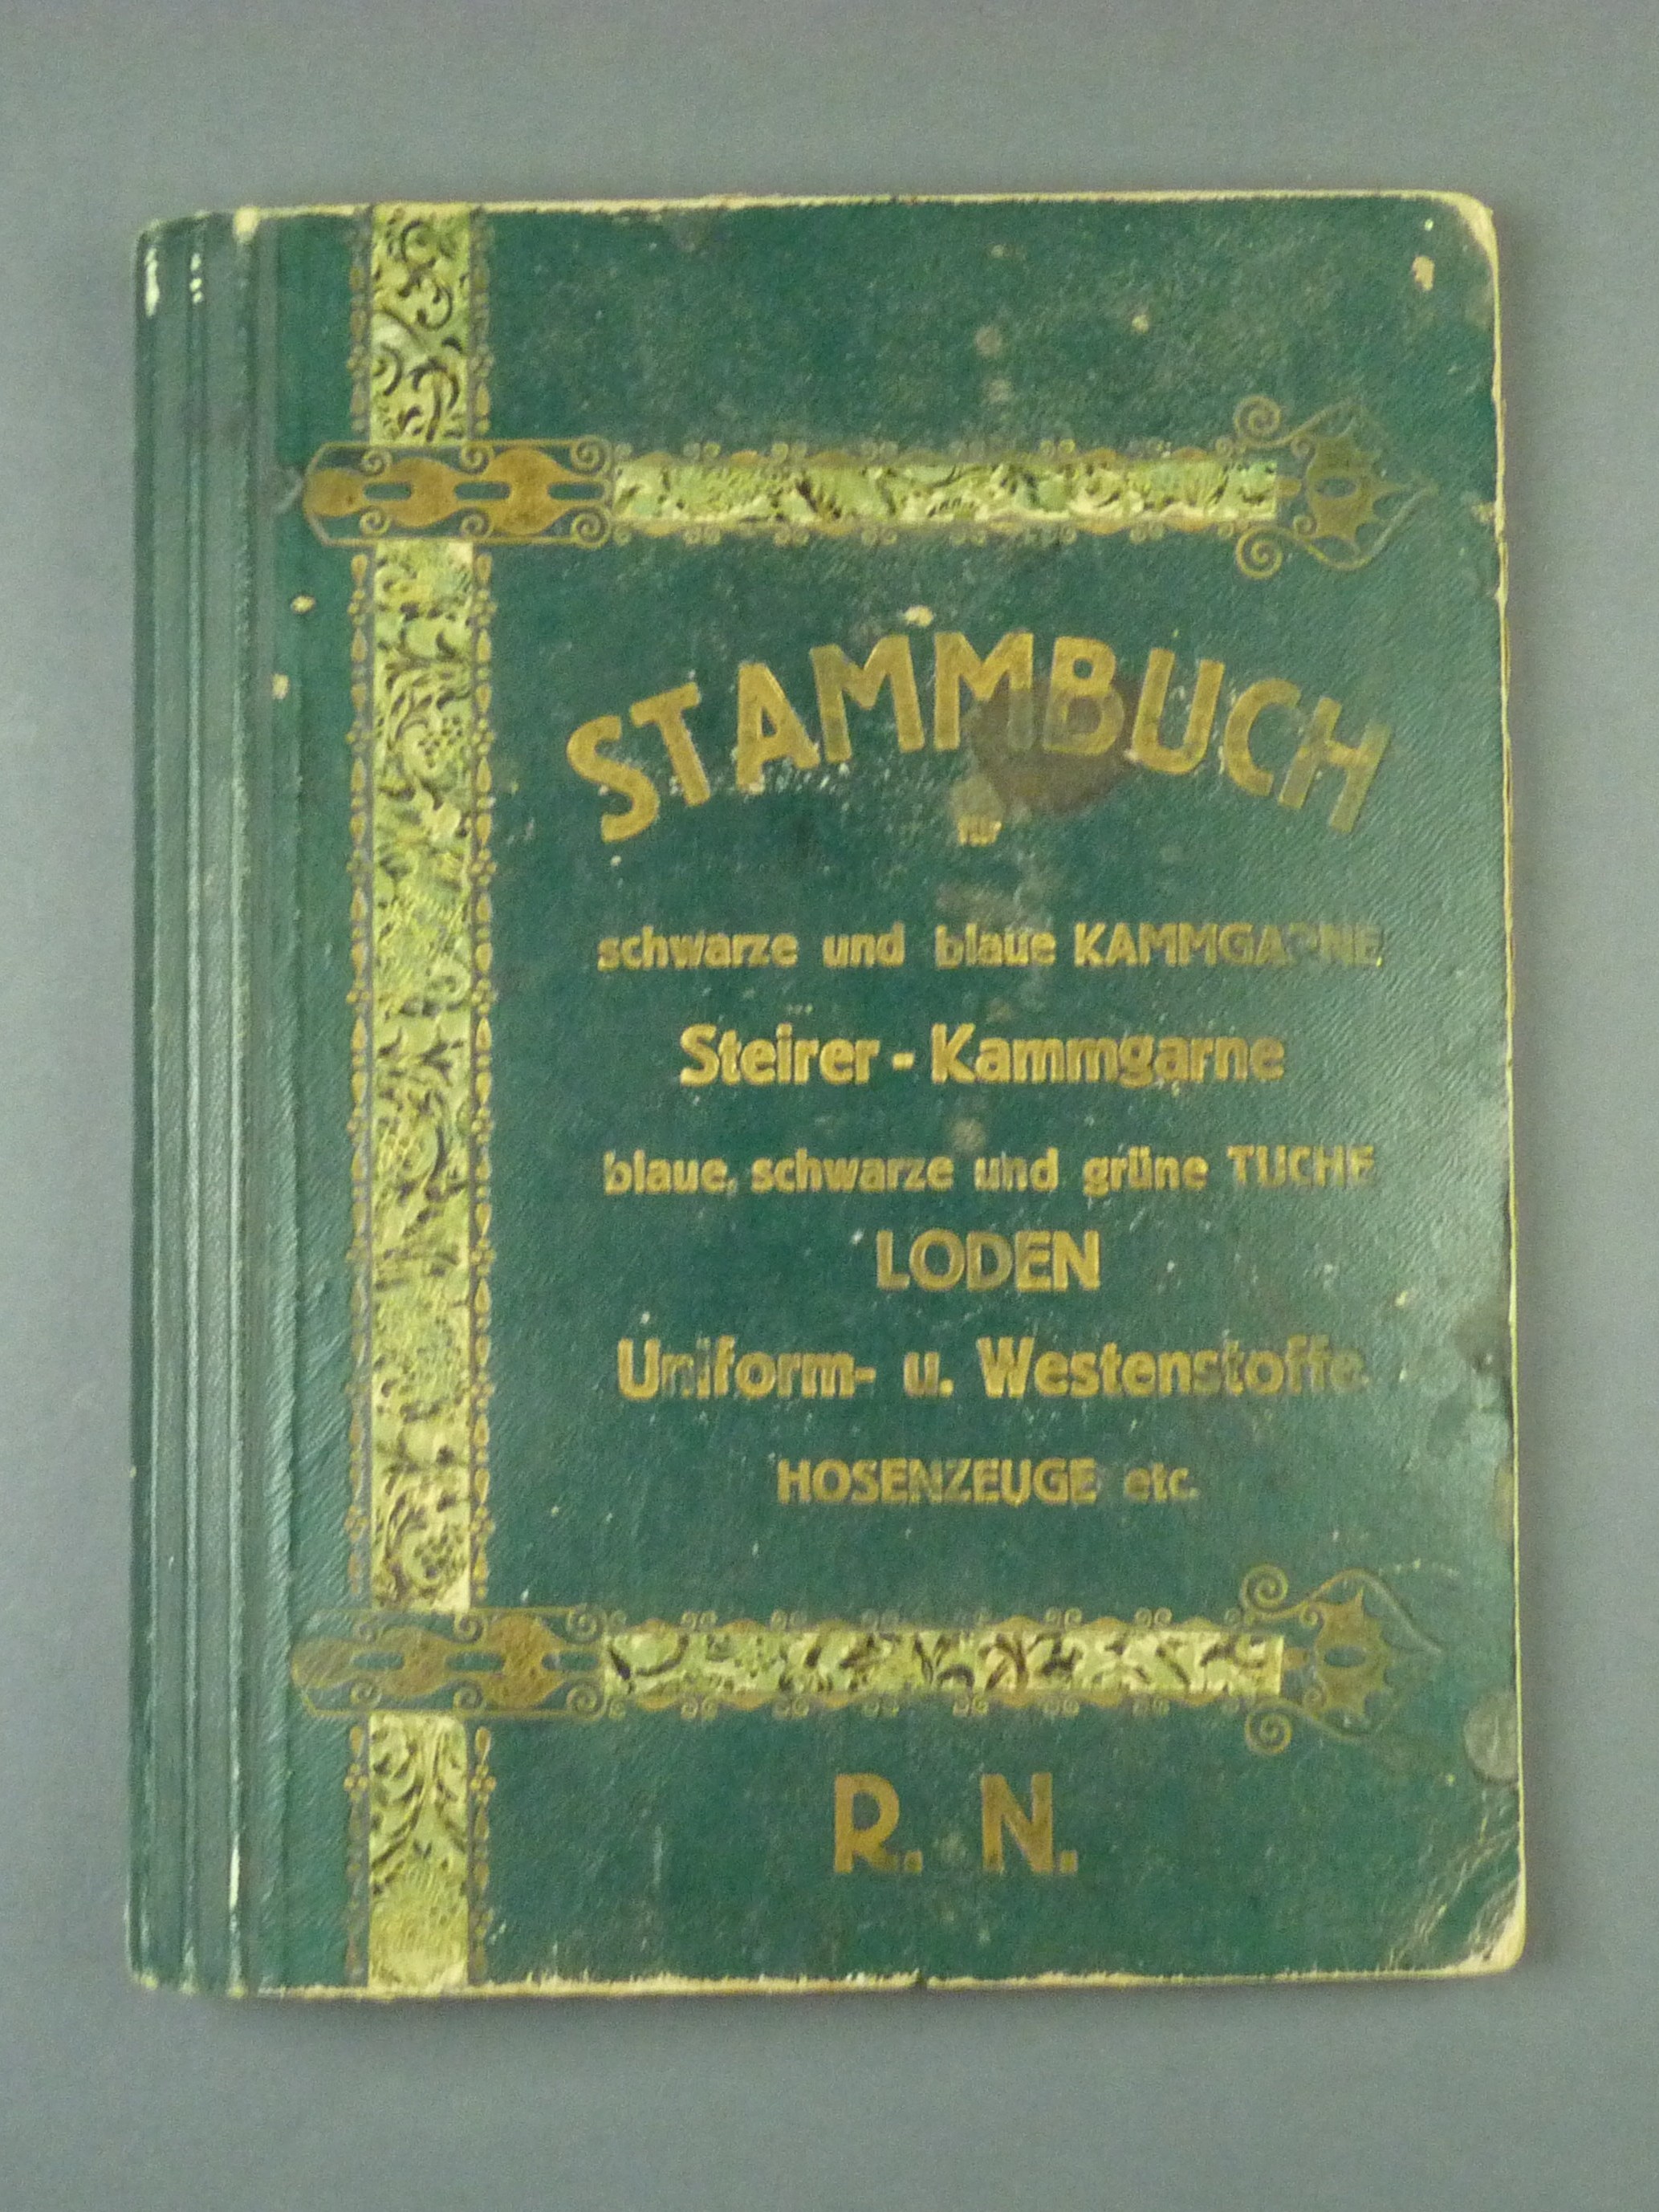 STAMMBUCH
für
schwarze und blaue KAMMGARNE
Steirer - Kammgarne
blaue, schwarze und grüne TUCHE
LODEN
Uniform- u. Westenstoffe
HOSENZEUGE etc.
R. N.